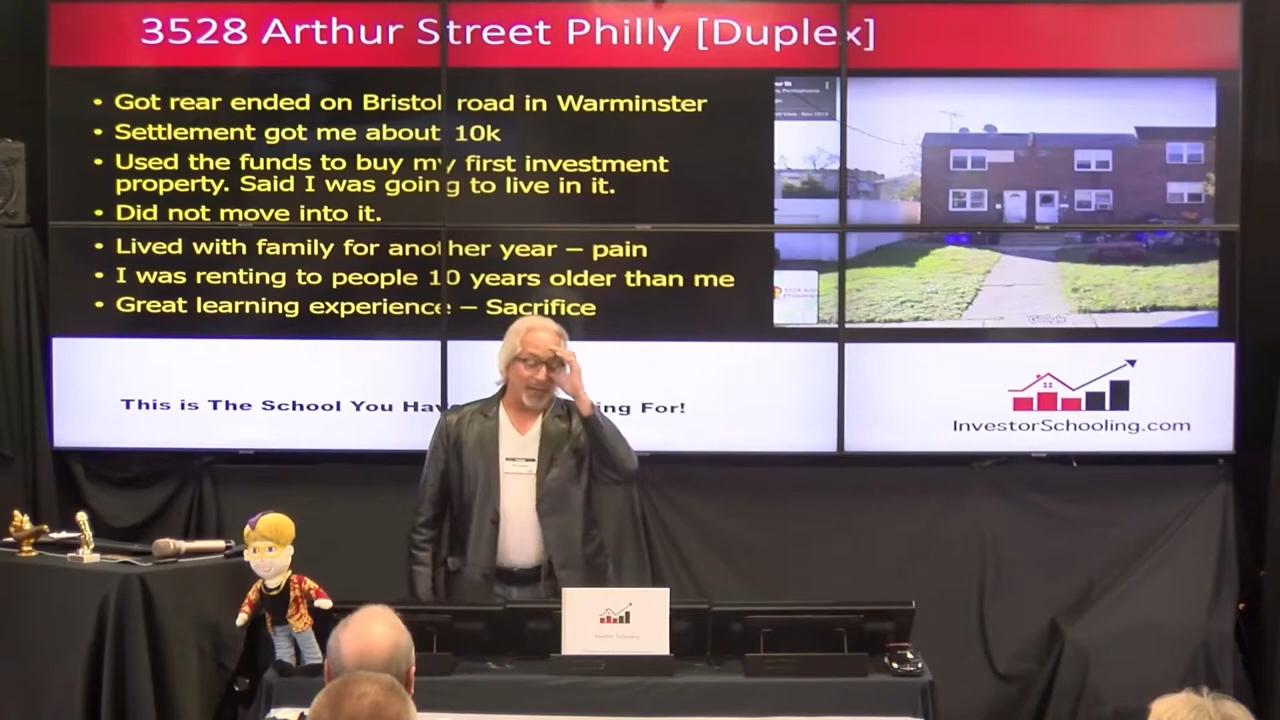 3528 Arthur Street Philly [Duplex]
• Got rear ended on Bristol road in Warminster
• Settlement got me about 10k
• Used the funds to buy my first investment
property. Said I was going to live in it.
• Did not move into it.
• Lived with family for another year – pain
• I was renting to people 10 years older than me
• Great learning experience – Sacrifice
Google
This is The School You Hav ing For!
InvestorSchooling.com